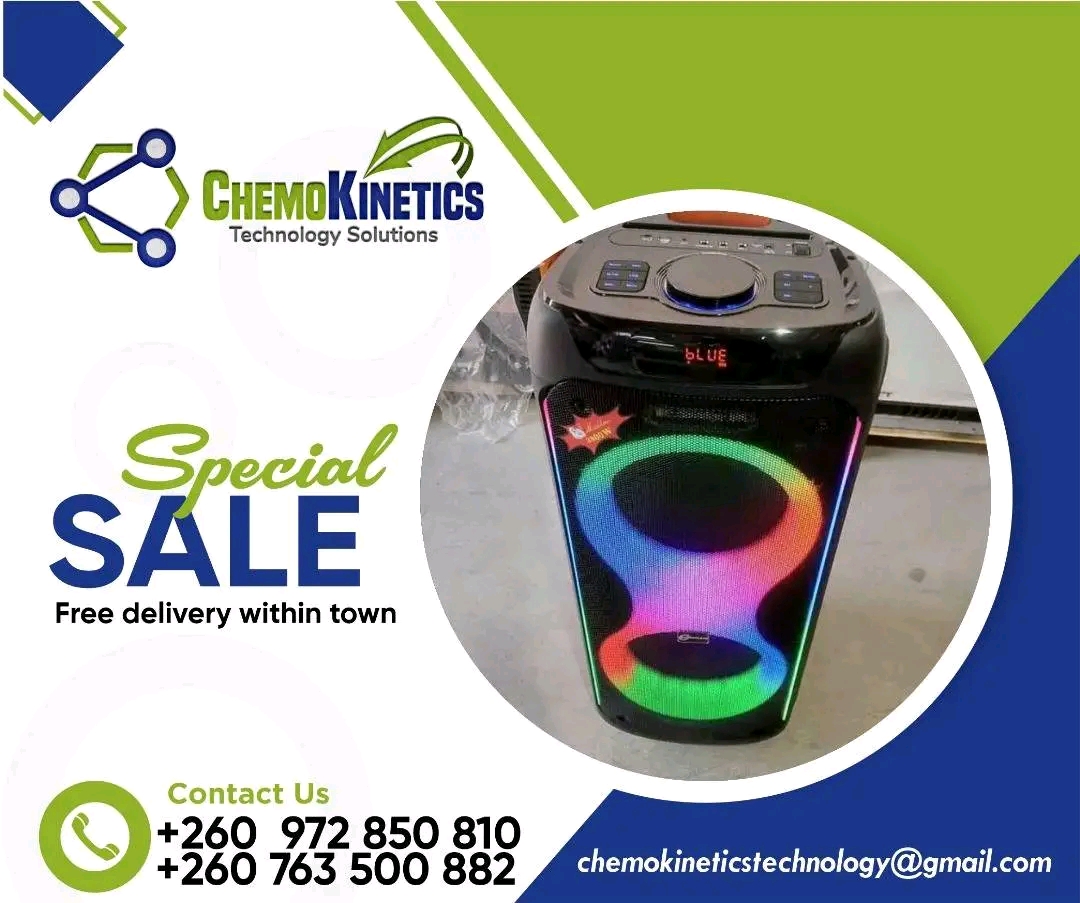 CHEMOKINETICS
Technology Solutions
bLUE
Special
SALE
Free delivery within town
Contact Us
+260 972 850 810
+260 763 500 882
chemokineticstechnology@gmail.com